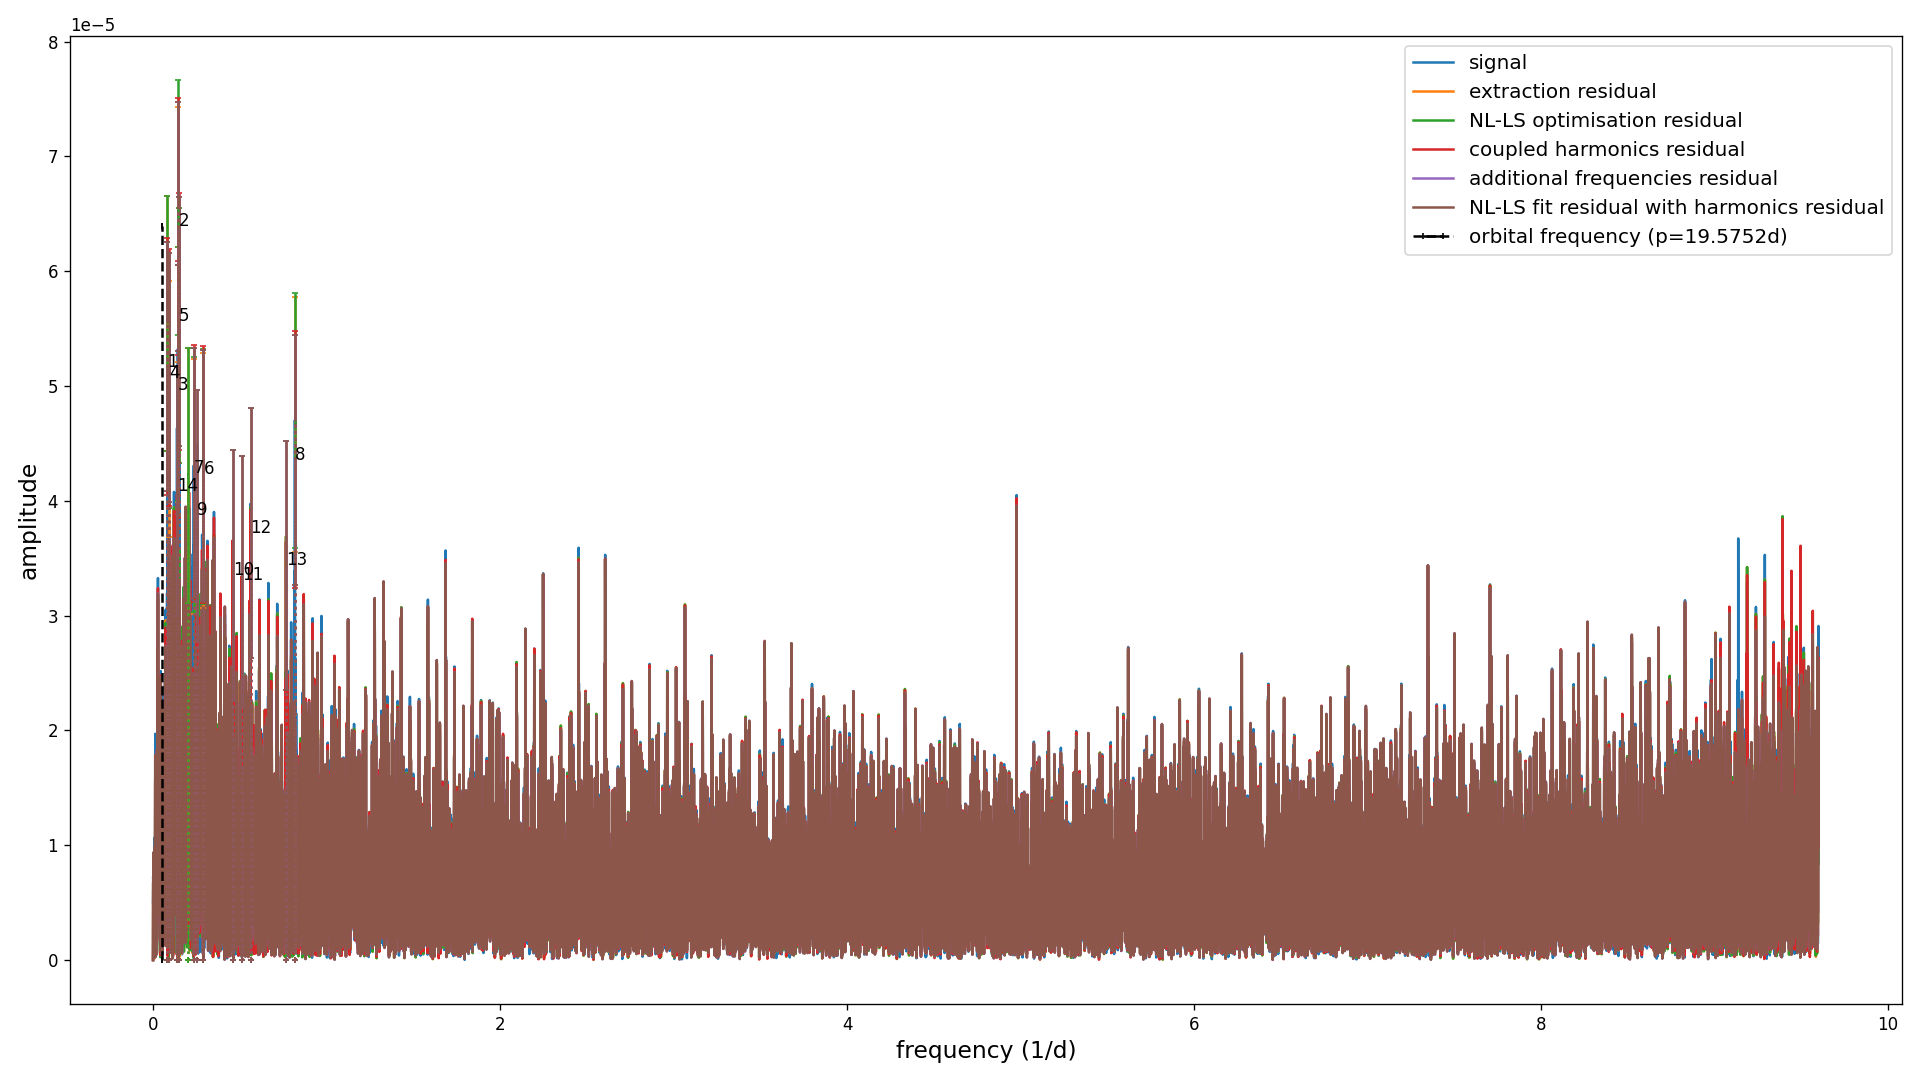 1e−5
8
7
6
5
4
3
2
1
0
amplitude
0
2
4
6
8
10
frequency (1/d)
signal
extraction residual
NL-LS optimisation residual
coupled harmonics residual
additional frequencies residual
NL-LS fit residual with harmonics residual
orbital frequency (p=19.5752d)
2
5
1
4
3
7
6
14
9
8
12
13
10
11